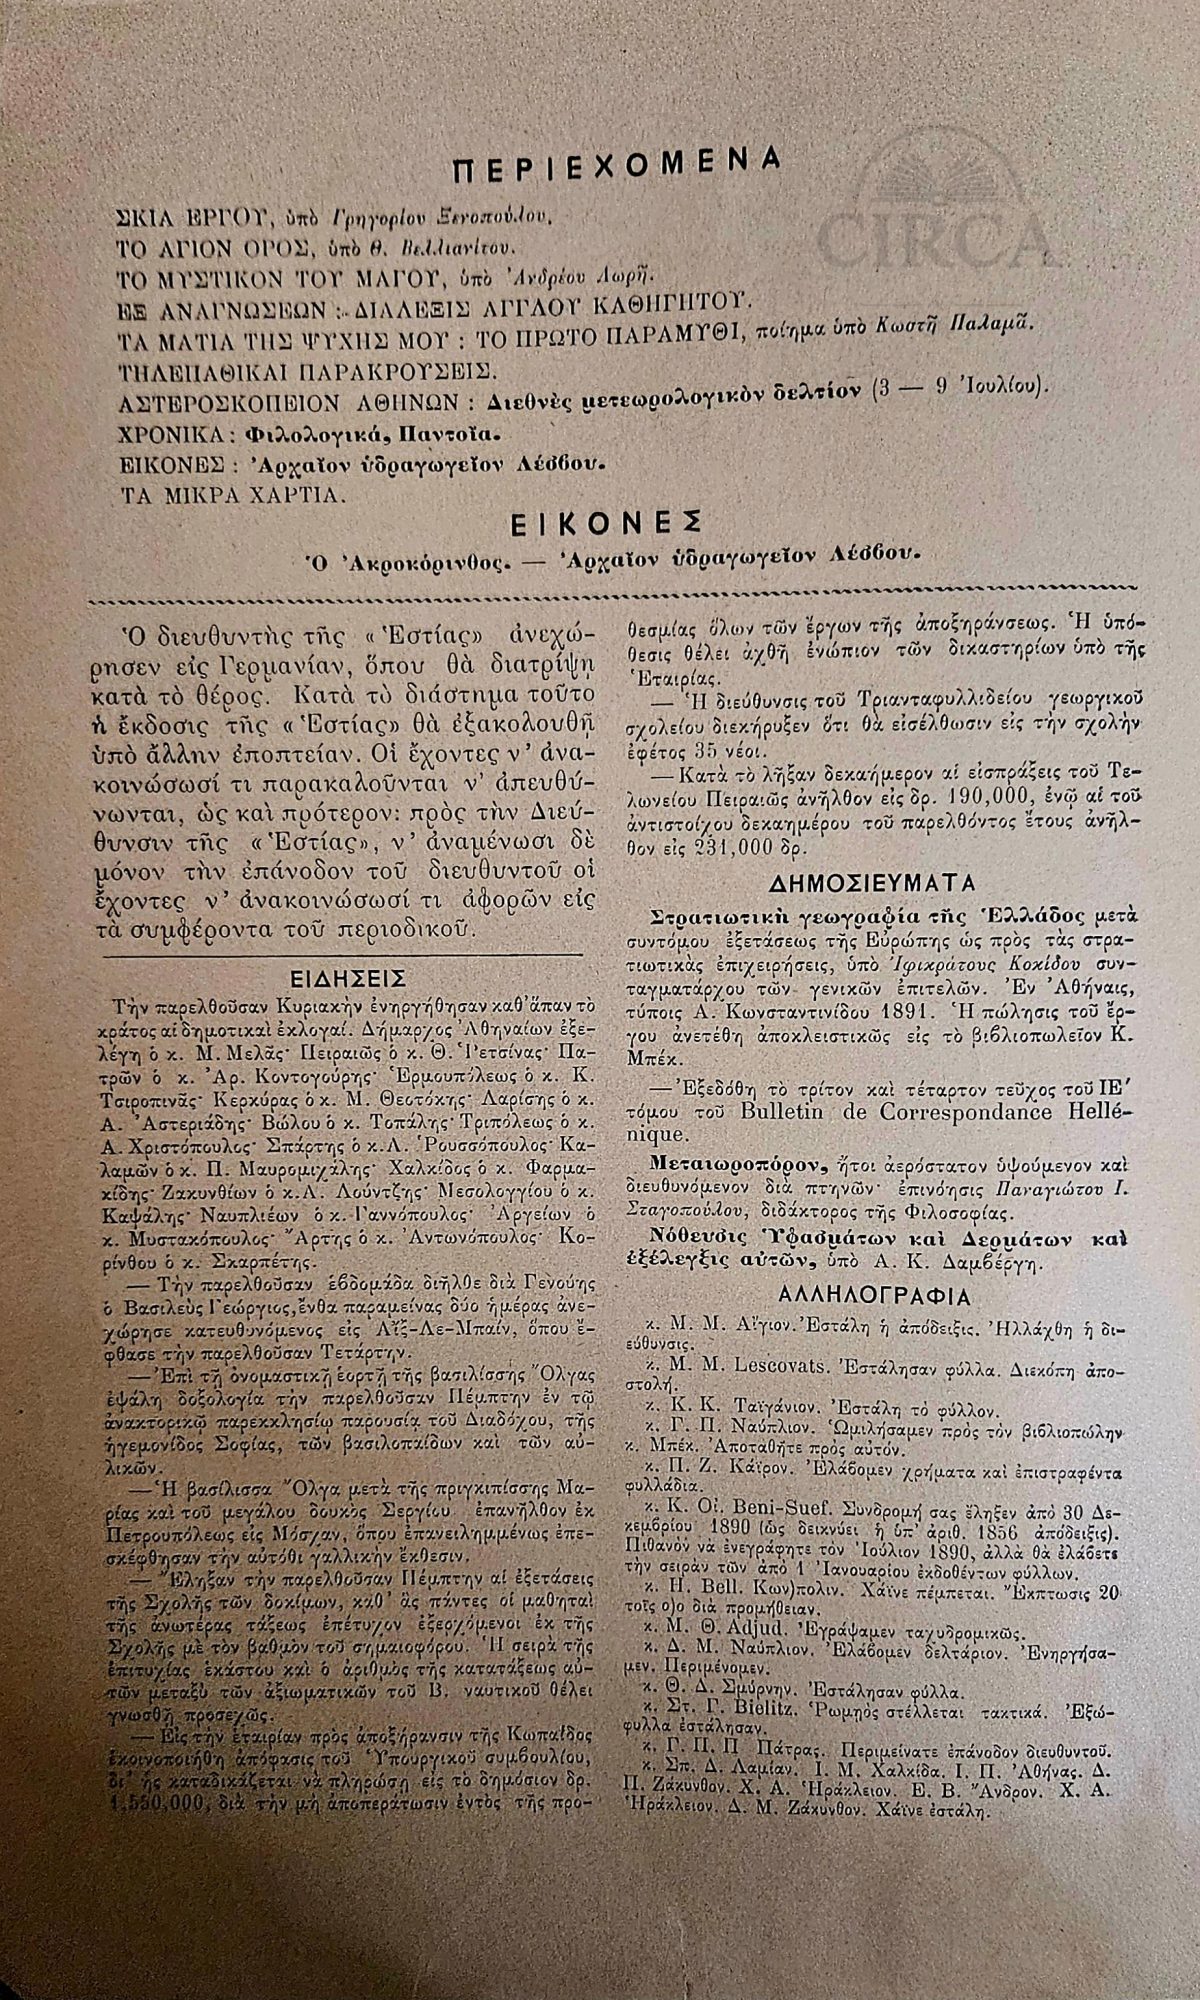 CIRCA
ΠΕΡΙΕΧΟΜΕΝΑ
ΣΚΙΑ ΕΡΓΟΥ, ὑπὸ Γρηγορίου Ξενοπούλου.
ΤΟ ΑΓΙΟΝ ΟΡΟΣ, ὑπὸ Θ. Βελλιανίτου.
ΤΟ ΜΥΣΤΙΚΟΝ ΤΟΥ ΜΑΓΟΥ, ὑπὸ Ἀνδρέου Λωρῆ.
ΕΞ ΑΝΑΓΝΩΣΕΩΝ :- ΔΙΑΛΕΞΙΣ ΑΓΓΛΟΥ ΚΑΘΗΓΗΤΟΥ.
ΤΑ ΜΑΤΙΑ ΤΗΣ ΨΥΧΗΣ ΜΟΥ : ΤΟ ΠΡΩΤΟ ΠΑΡΑΜΥΘΙ, ποίημα ὑπὸ Κωστῆ Παλαμᾶ.
ΤΗΛΕΠΑΘΙΚΑΙ ΠΑΡΑΚΡΟΥΣΕΙΣ.
ΑΣΤΕΡΟΣΚΟΠΕΙΟΝ ΑΘΗΝΩΝ : Διεθνὲς μετεωρολογικὸν δελτίον (3 — 9 Ἰουλίου).
ΧΡΟΝΙΚΑ : Φιλολογικά, Παντοῖα.
ΕΙΚΟΝΕΣ : Ἀρχαῖον ὑδραγωγεῖον Λέσβου.
ΤΑ ΜΙΚΡΑ ΧΑΡΤΙΑ.
ΕΙΚΟΝΕΣ
Ὁ Ἀκροκόρινθος. — Ἀρχαῖον ὑδραγωγεῖον Λέσβου.
Ὁ διευθυντὴς τῆς «Ἑστίας» ἀνεχώ-
ρησεν εἰς Γερμανίαν, ὅπου θὰ διατρίψῃ
κατὰ τὸ θέρος. Κατὰ τὸ διάστημα τοῦτο
ἡ ἔκδοσις τῆς «Ἑστίας» θὰ ἐξακολουθῇ
ὑπὸ ἄλλην ἐποπτείαν. Οἱ ἔχοντες ν' ἀνα-
κοινώσωσί τι παρακαλοῦνται ν' ἀπευθύ-
νωνται, ὡς καὶ πρότερον: πρὸς τὴν Διεύ-
θυνσιν τῆς «Ἑστίας», ν' ἀναμένωσι δὲ
μόνον τὴν ἐπάνοδον τοῦ διευθυντοῦ οἱ
ἔχοντες ν' ἀνακοινώσωσί τι ἀφορῶν εἰς
τὰ συμφέροντα τοῦ περιοδικοῦ.
ΕΙΔΗΣΕΙΣ
Τὴν παρελθοῦσαν Κυριακὴν ἐνηργήθησαν καθ' ἅπαν τὸ
κράτος αἱ δημοτικαὶ ἐκλογαί. Δήμαρχος Ἀθηναίων ἐξε-
λέγη ὁ κ. Μ. Μελᾶς· Πειραιῶς ὁ κ. Θ. Ῥετσίνας· Πα-
τρῶν ὁ κ. Ἀρ. Κοντογούρης· Ἑρμουπόλεως ὁ κ. Κ.
Τσιροπινᾶς· Κερκύρας ὁ κ. Μ. Θεοτόκης· Λαρίσης ὁ κ.
Α. Ἀστεριάδης· Βώλου ὁ κ. Τοπάλης· Τριπόλεως ὁ κ.
Α. Χριστόπουλος· Σπάρτης ὁ κ. Λ. Ῥουσσόπουλος· Κα-
λαμῶν ὁ κ. Π. Μαυρομιχάλης· Χαλκίδος ὁ κ. Φαρμα-
κίδης· Ζακυνθίων ὁ κ. Λ. Λούντζης· Μεσολογγίου ὁ κ.
Καψάλης· Ναυπλιέων ὁ κ. Γιαννόπουλος· Ἀργείων ὁ
κ. Μυστακόπουλος· Ἄρτης ὁ κ. Ἀντωνόπουλος· Κο-
ρίνθου ὁ κ. Σκαρπέτης.
— Τὴν παρελθοῦσαν ἑβδομάδα διῆλθε διὰ Γενούης
ὁ Βασιλεὺς Γεώργιος, ἔνθα παραμείνας δύο ἡμέρας ἀνε-
χώρησε κατευθυνόμενος εἰς Αἲξ-Λε-Μπαίν, ὅπου ἔ-
φθασε τὴν παρελθοῦσαν Τετάρτην.
— Ἐπὶ τῇ ὀνομαστικῇ ἑορτῇ τῆς βασιλίσσης Ὄλγας
ἐψάλη δοξολογία τὴν παρελθοῦσαν Πέμπτην ἐν τῷ
ἀνακτορικῷ παρεκκλησίῳ παρουσίᾳ τοῦ Διαδόχου, τῆς
ἡγεμονίδος Σοφίας, τῶν βασιλοπαίδων καὶ τῶν αὐ-
λικῶν.
— Ἡ βασίλισσα Ὄλγα μετὰ τῆς πριγκιπίσσης Μα-
ρίας καὶ τοῦ μεγάλου δουκὸς Σεργίου ἐπανῆλθον ἐκ
Πετρουπόλεως εἰς Μόσχαν, ὅπου ἐπανειλημμένως ἐπε-
σκέφθησαν τὴν αὐτόθι γαλλικὴν ἔκθεσιν.
— Ἔληξαν τὴν παρελθοῦσαν Πέμπτην αἱ ἐξετάσεις
τῆς Σχολῆς τῶν δοκίμων, καθ' ἃς πάντες οἱ μαθηταὶ
τῆς ἀνωτέρας τάξεως ἐπέτυχον ἐξερχόμενοι ἐκ τῆς
Σχολῆς μὲ τὸν βαθμὸν τοῦ σημαιοφόρου. Ἡ σειρὰ τῆς
ἐπιτυχίας ἑκάστου καὶ ὁ ἀριθμὸς τῆς κατατάξεως αὐ-
τῶν μεταξὺ τῶν ἀξιωματικῶν τοῦ Β. ναυτικοῦ θέλει
γνωσθῆ προσεχῶς.
— Εἰς τὴν ἑταιρίαν πρὸς ἀποξήρανσιν τῆς Κωπαΐδος
ἐκοινοποιήθη ἀπόφασις τοῦ Ὑπουργικοῦ συμβουλίου,
δι' ἧς καταδικάζεται νὰ πληρώσῃ εἰς τὸ δημόσιον δρ.
1,550,000, διὰ τὴν μὴ ἀποπεράτωσιν ἐντὸς τῆς προ-
θεσμίας ὅλων τῶν ἔργων τῆς ἀποξηράνσεως. Ἡ ὑπό-
θεσις θέλει ἀχθῆ ἐνώπιον τῶν δικαστηρίων ὑπὸ τῆς
Ἑταιρίας.
— Ἡ διεύθυνσις τοῦ Τριανταφυλλιδείου γεωργικοῦ
σχολείου διεκήρυξεν ὅτι θὰ εἰσέλθωσιν εἰς τὴν σχολὴν
ἐφέτος 35 νέοι.
— Κατὰ τὸ λῆξαν δεκαήμερον αἱ εἰσπράξεις τοῦ Τε-
λωνείου Πειραιῶς ἀνῆλθον εἰς δρ. 190,000, ἐνῷ αἱ τοῦ
ἀντιστοίχου δεκαημέρου τοῦ παρελθόντος ἔτους ἀνῆλ-
θον εἰς 231,000 δρ.
ΔΗΜΟΣΙΕΥΜΑΤΑ
Στρατιωτικὴ γεωγραφία τῆς Ἑλλάδος μετὰ
συντόμου ἐξετάσεως τῆς Εὐρώπης ὡς πρὸς τὰς στρα-
τιωτικὰς ἐπιχειρήσεις, ὑπὸ Ἰφικράτους Κοκίδου συν-
ταγματάρχου τῶν γενικῶν ἐπιτελῶν. Ἐν Ἀθήναις,
τύποις Α. Κωνσταντινίδου 1891. Ἡ πώλησις τοῦ ἔρ-
γου ἀνετέθη ἀποκλειστικῶς εἰς τὸ βιβλιοπωλεῖον Κ.
Μπέκ.
— Ἐξεδόθη τὸ τρίτον καὶ τέταρτον τεῦχος τοῦ ΙΕ'
τόμου τοῦ Bulletin de Correspondance Hellé-
nique.
Μεταιωροπόρον, ἤτοι ἀερόστατον ὑψούμενον καὶ
διευθυνόμενον διὰ πτηνῶν· ἐπινόησις Παναγιώτου Ι.
Σταγοπούλου, διδάκτορος τῆς Φιλοσοφίας.
Νόθευσις Ὑφασμάτων καὶ Δερμάτων καὶ
ἐξέλεγξις αὐτῶν, ὑπὸ Α. Κ. Δαμβέργη.
ΑΛΛΗΛΟΓΡΑΦΙΑ
κ. Μ. Μ. Αἴγιον. Ἐστάλη ἡ ἀπόδειξις. Ἠλλάχθη ἡ δι-
εύθυνσις.
κ. Μ. Μ. Lescovats. Ἐστάλησαν φύλλα. Διεκόπη ἀπο-
στολή.
κ. Κ. Κ. Ταϊγάνιον. Ἐστάλη τὸ φύλλον.
κ. Γ. Π. Ναύπλιον. Ὡμιλήσαμεν πρὸς τὸν βιβλιοπώλην
κ. Μπέκ. Ἀποταθῆτε πρὸς αὐτόν.
κ. Π. Ζ. Κάϊρον. Ἐλάβομεν χρήματα καὶ ἐπιστραφέντα
φυλλάδια.
κ. Κ. Οἰ. Beni-Suef. Συνδρομή σας ἔληξεν ἀπὸ 30 Δε-
κεμβρίου 1890 (ὡς δεικνύει ἡ ὑπ' ἀριθ. 1856 ἀπόδειξις).
Πιθανὸν νὰ ἐνεγράφητε τὸν Ἰούλιον 1890, ἀλλὰ θὰ ἐλάβετε
τὴν σειρὰν τῶν ἀπὸ 1 Ἰανουαρίου ἐκδοθέντων φύλλων.
κ. Η. Bell. Κων)πολιν. Χάϊνε πέμπεται. Ἔκπτωσις 20
τοῖς ο)ο διὰ προμήθειαν.
κ. Μ. Θ. Adjud. Ἐγράψαμεν ταχυδρομικῶς.
κ. Δ. Μ. Ναύπλιον. Ἐλάβομεν δελτάριον. Ἐνηργήσα-
μεν. Περιμένομεν.
κ. Θ. Δ. Σμύρνην. Ἐστάλησαν φύλλα.
κ. Στ. Γ. Bielitz. Ῥωμηὸς στέλλεται τακτικά. Ἐξώ-
φυλλα ἐστάλησαν.
κ. Γ. Π. Π Πάτρας. Περιμείνατε ἐπάνοδον διευθυντοῦ.
κ. Σπ. Δ. Λαμίαν. Ι. Μ. Χαλκίδα. Ι. Π. Ἀθήνας. Δ.
Π. Ζάκυνθον. Χ. Α. Ἡράκλειον. Ε. Β. Ἄνδρον. Χ. Α.
Ἡράκλειον. Δ. Μ. Ζάκυνθον. Χάϊνε ἐστάλη.